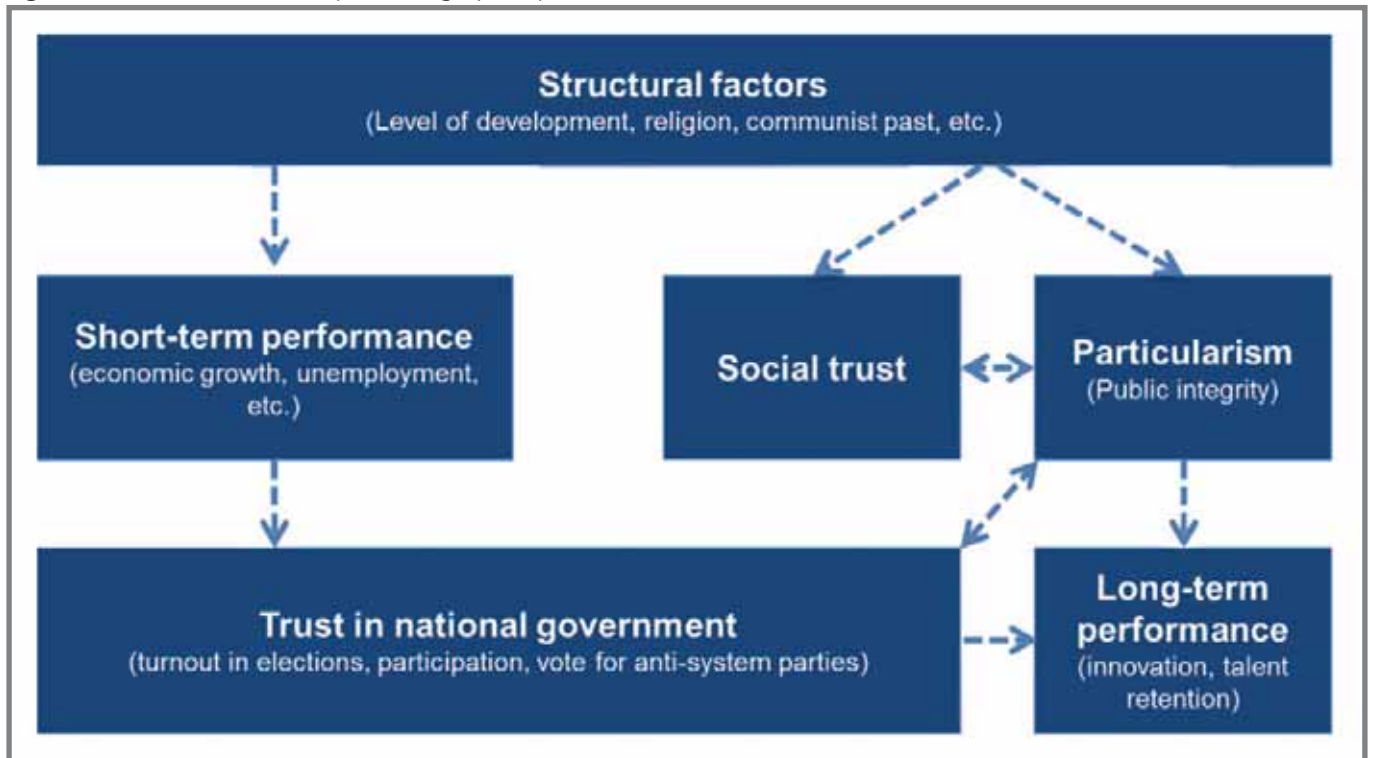 Structural factors
(Level of development, religion, communist past, etc.)
Short-term performance
(economic growth, unemployment,
etc.)
Social trust
Particularism
(Public integrity)
Trust in national government
(turnout in elections, participation, vote for anti-system parties)
Long-term
performance
(innovation, talent
retention)